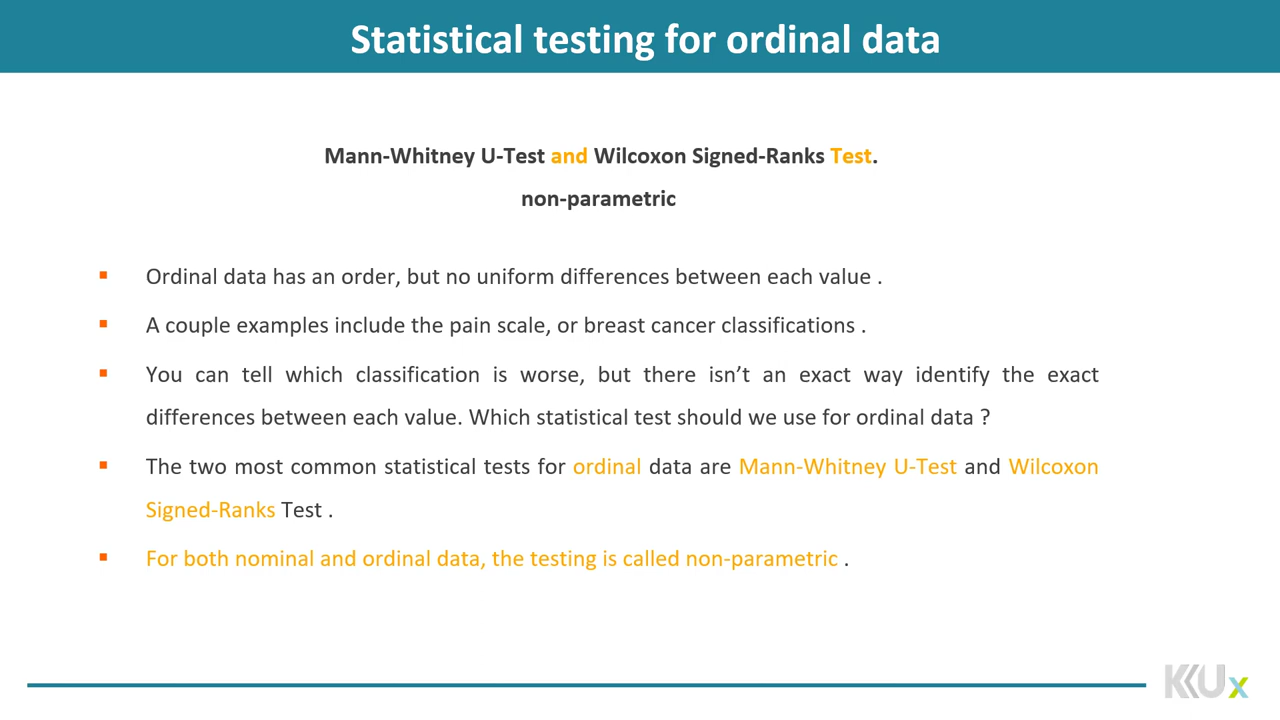 Statistical testing for ordinal data
Mann-Whitney U-Test and Wilcoxon Signed-Ranks Test.
non-parametric
▪ Ordinal data has an order, but no uniform differences between each value .
▪ A couple examples include the pain scale, or breast cancer classifications .
▪ You can tell which classification is worse, but there isn’t an exact way identify the exact
differences between each value. Which statistical test should we use for ordinal data ?
▪ The two most common statistical tests for ordinal data are Mann-Whitney U-Test and Wilcoxon
Signed-Ranks Test .
▪ For both nominal and ordinal data, the testing is called non-parametric .
KKUx